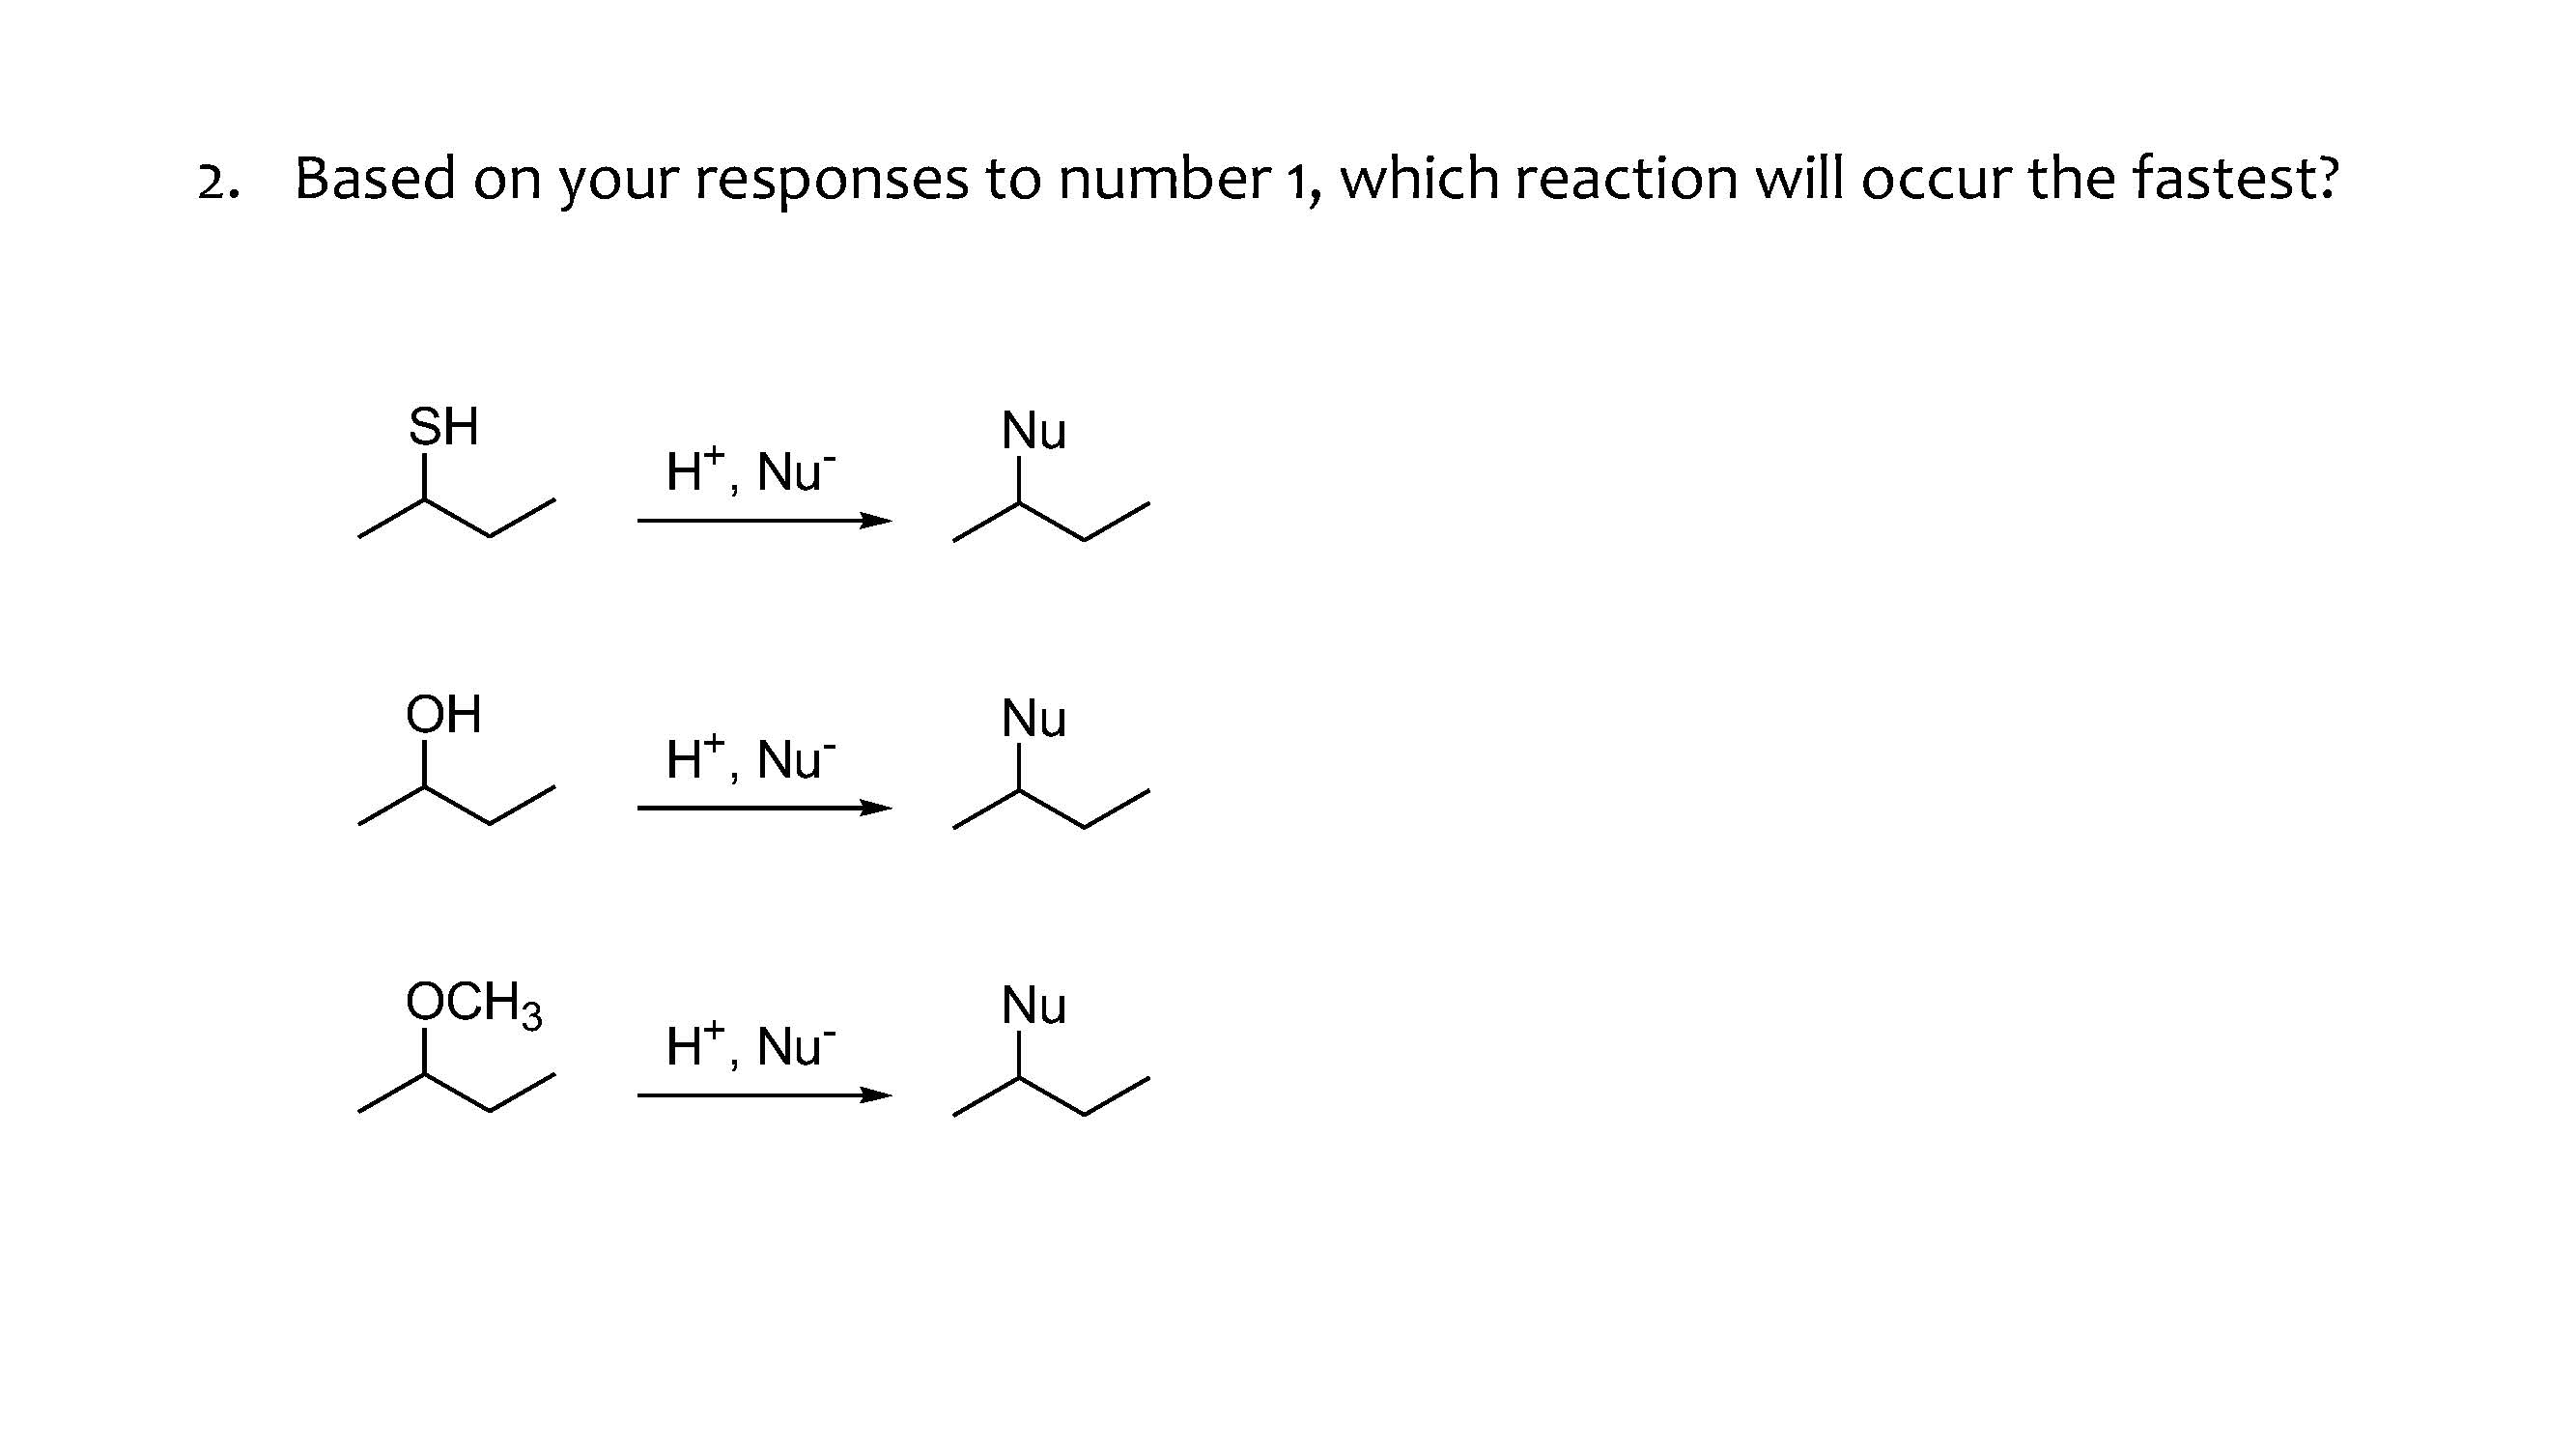 2. Based on your responses to number 1, which reaction will occur the fastest?
SH
H⁺, Nu⁻
Nu
OH
H⁺, Nu⁻
Nu
OCH₃
H⁺, Nu⁻
Nu